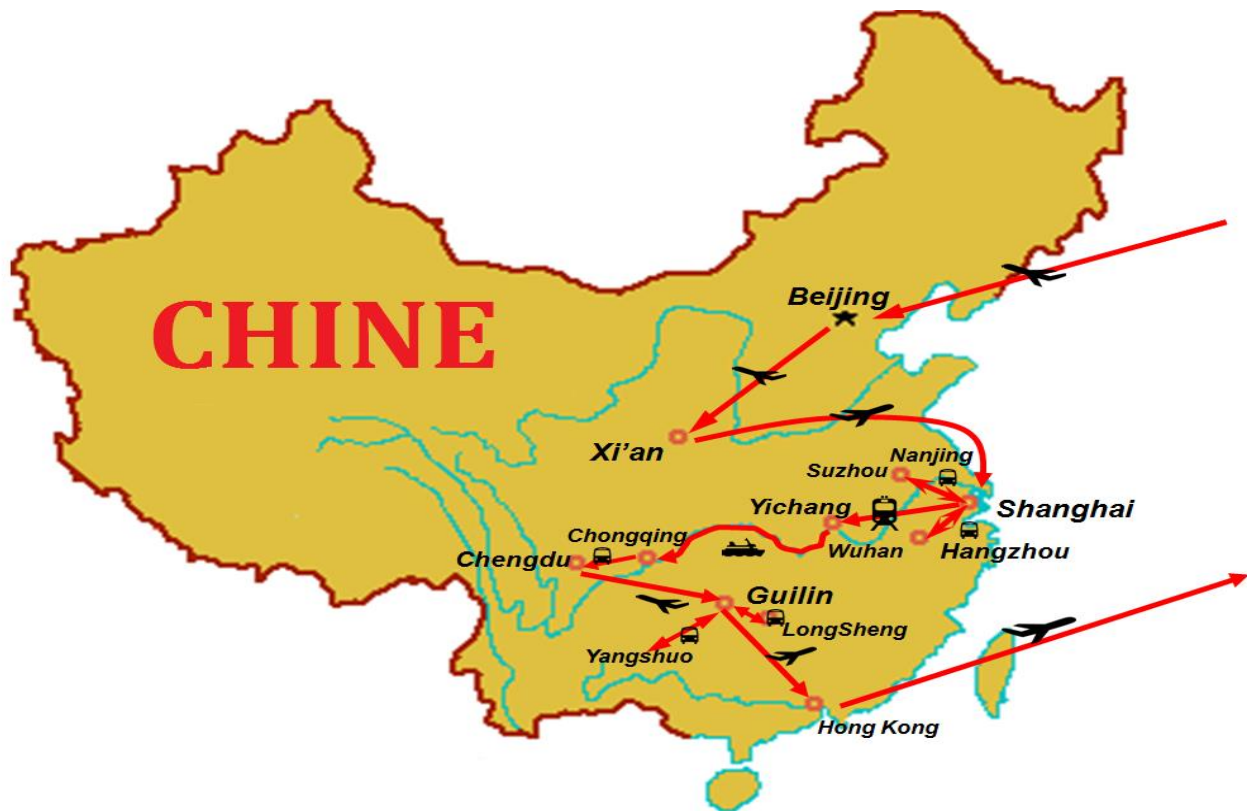 Beijing
CHINE
Xi'an
Nanjing
Suzhou
Yichang
Shanghai
Chongqing
Wuhan
Hangzhou
Chengdu
Guilin
LongSheng
Yangshuo
Hong Kong